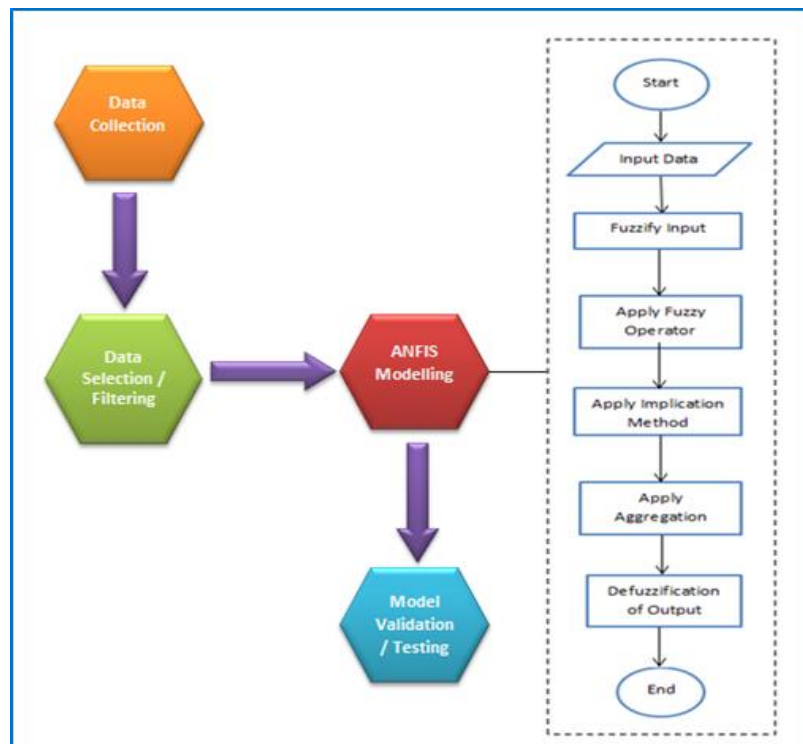 Data
Collection
Data
Selection /
Filtering
ANFIS
Modelling
Model
Validation
/ Testing
Start
Input Data
Fuzzify Input
Apply Fuzzy
Operator
Apply Implication
Method
Apply
Aggregation
Defuzzification
of Output
End